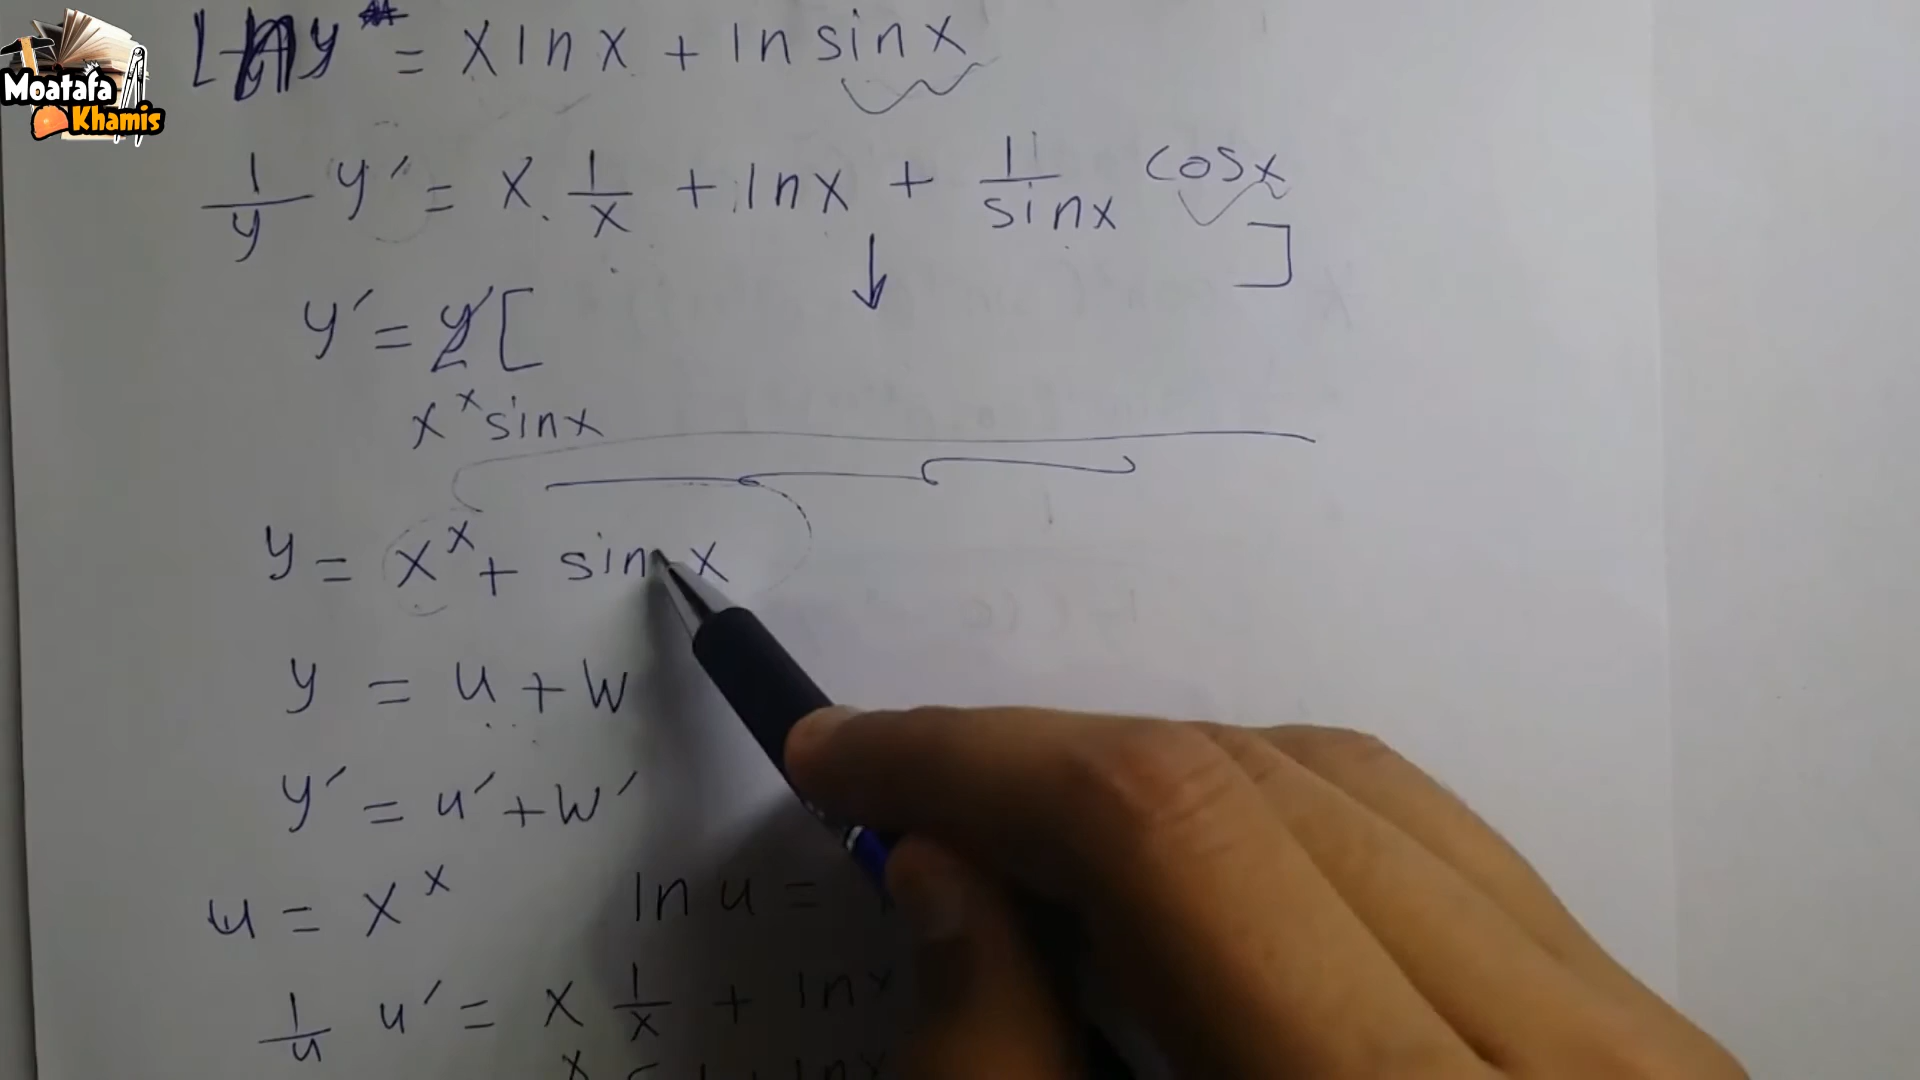 Moatafa
Khamis
ln y = x ln x + ln sin x
1/y y′ = x · 1/x + ln x + 1/sin x cos x
y′ = y [ ]
x^x sin x
y = x^x + sin x
y = u + w
y′ = u′ + w′
u = x^x ln u =
1/u u′ = x 1/x + ln x